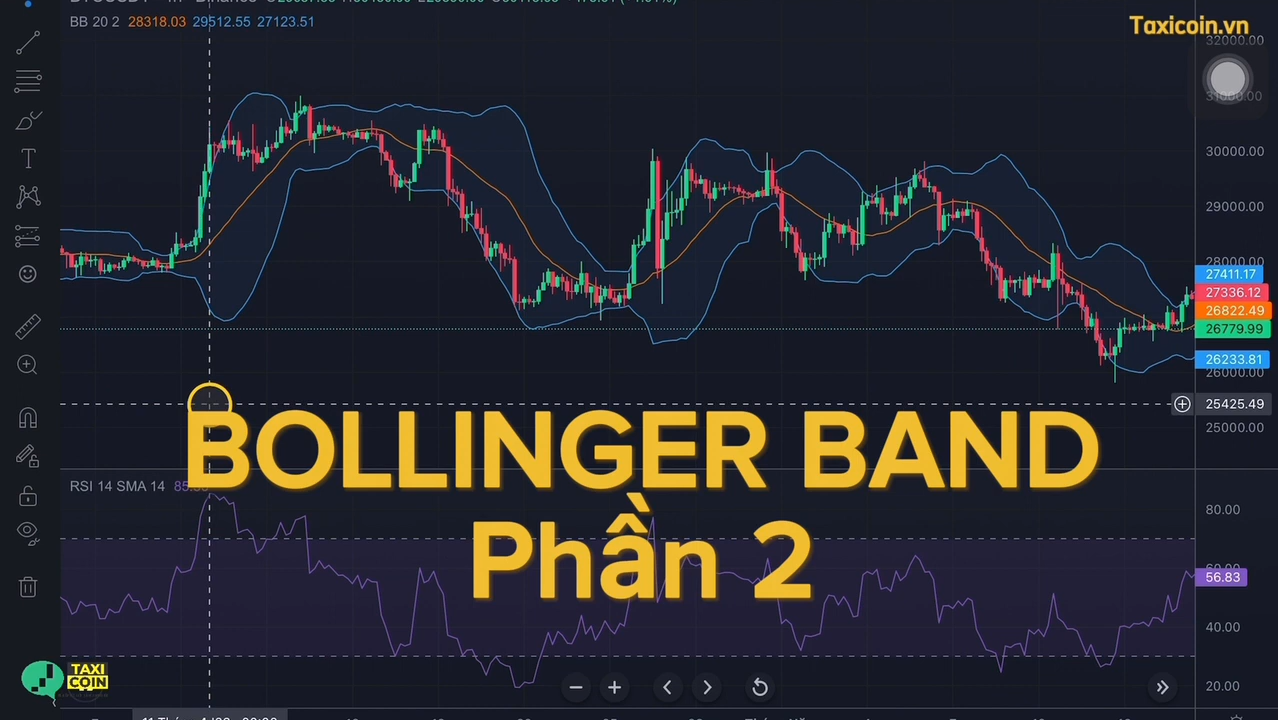 BB 20 2 28318.03 29512.55 27123.51
Taxicoin.vn
32000.00
31000.00
30000.00
29000.00
28000.00
27411.17
27336.12
26822.49
26779.99
26233.81
26000.00
25425.49
25000.00
BOLLINGER BAND
Phần 2
RSI 14 SMA 14
80.00
56.83
40.00
20.00
TAXI
COIN